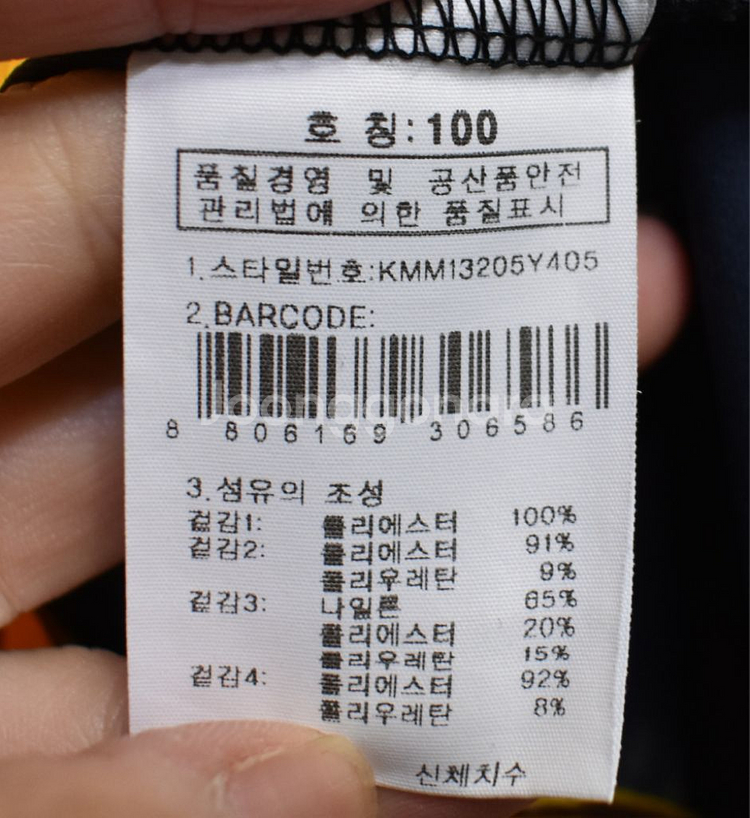 호 칭: 100
품질경영 및 공산품안전
관리법에 의한 품질표시
1.스타일번호:KMM13205Y405
2.BARCODE:
Joonggonara
8 806169 306586
3.섬유의 조성
겉감1: 폴리에스터 100%
겉감2: 폴리에스터 91%
폴리우레탄 9%
겉감3: 나일론 65%
폴리에스터 20%
폴리우레탄 15%
겉감4: 폴리에스터 92%
폴리우레탄 8%
신체치수